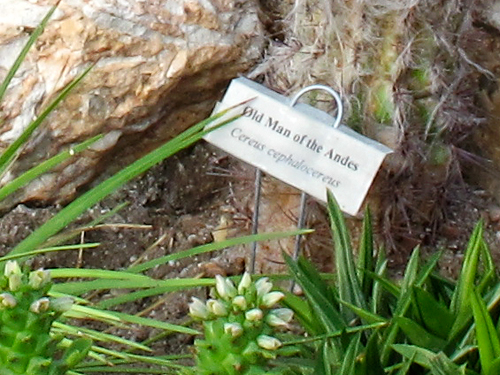 Old Man of the Andes
Cereus cephalocereus